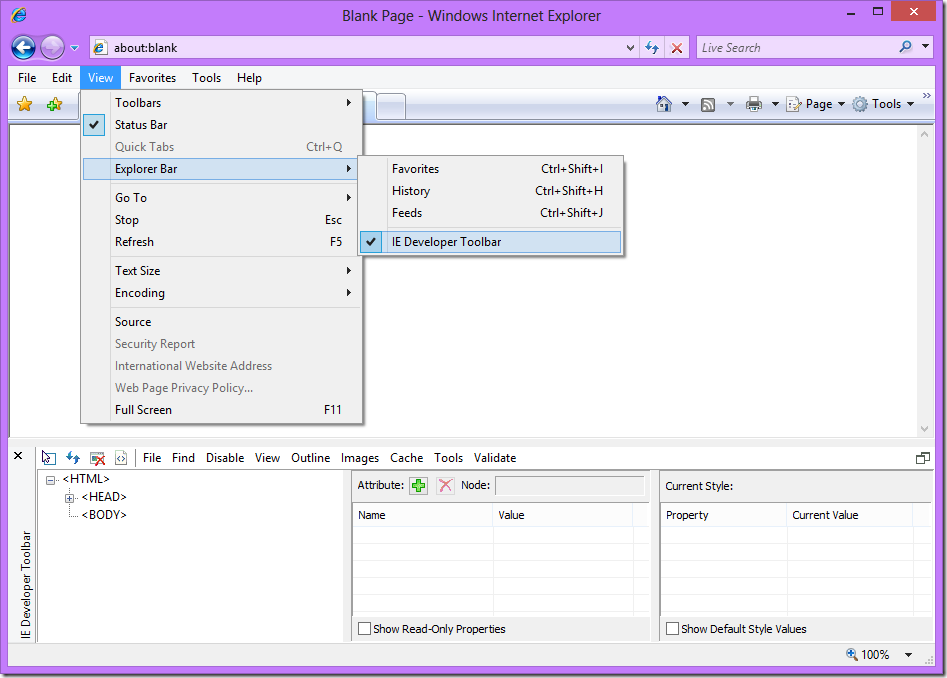 Blank Page - Windows Internet Explorer
about:blank
Live Search
File Edit View Favorites Tools Help
Page Tools
Toolbars
Status Bar
Quick Tabs Ctrl+Q
Explorer Bar
Go To
Stop Esc
Refresh F5
Text Size
Encoding
Source
Security Report
International Website Address
Web Page Privacy Policy...
Full Screen F11
Favorites Ctrl+Shift+I
History Ctrl+Shift+H
Feeds Ctrl+Shift+J
IE Developer Toolbar
File Find Disable View Outline Images Cache Tools Validate
IE Developer Toolbar
<HTML>
<HEAD>
<BODY>
Attribute: Node:
Name Value
Show Read-Only Properties
Current Style:
Property Current Value
Show Default Style Values
100%